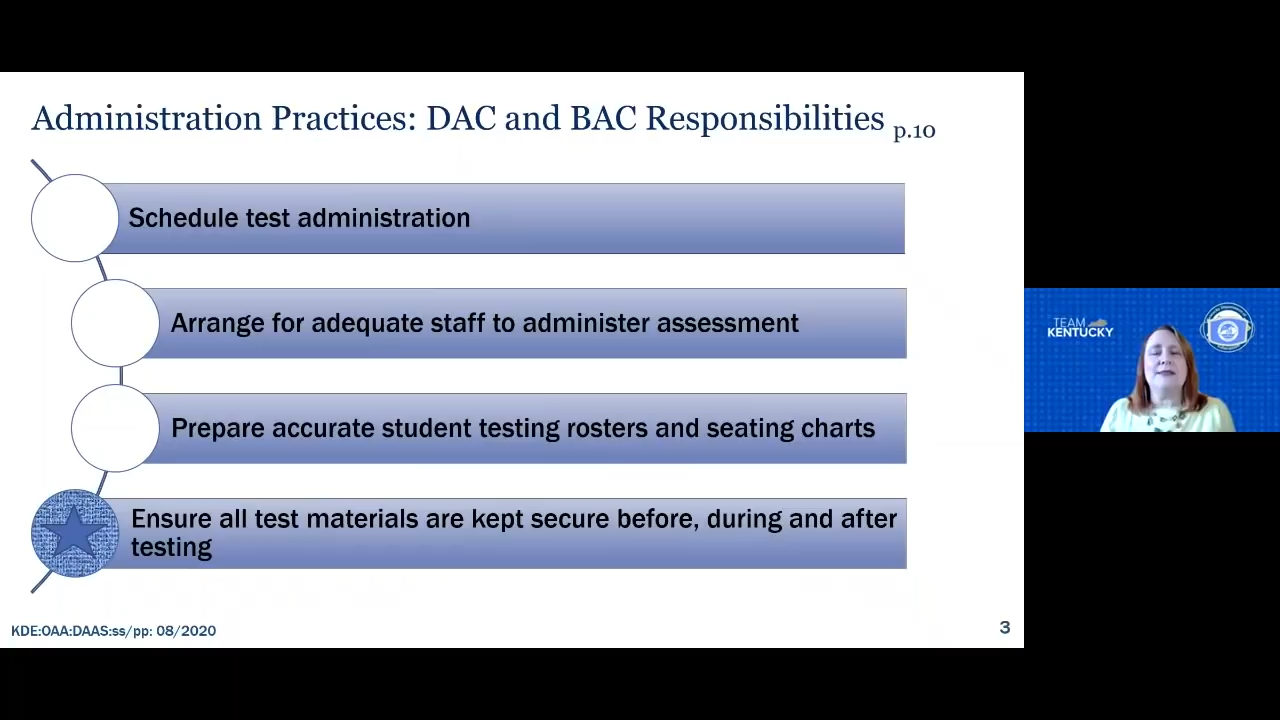 Administration Practices: DAC and BAC Responsibilities p.10
Schedule test administration
Arrange for adequate staff to administer assessment
Prepare accurate student testing rosters and seating charts
Ensure all test materials are kept secure before, during and after
testing
KDE:OAA:DAAS:ss/pp: 08/2020
3
TEAM
KENTUCKY